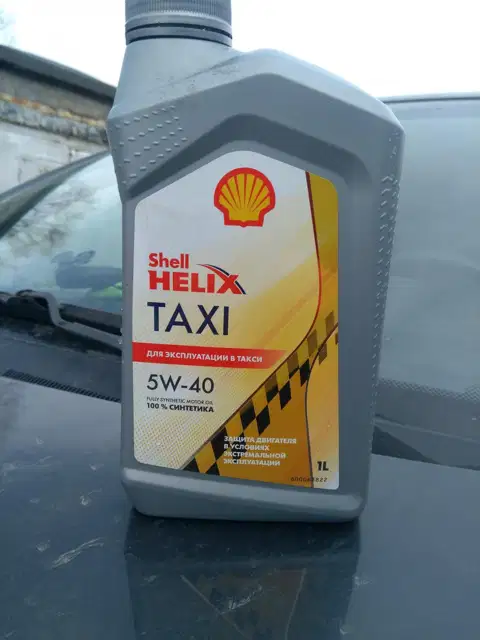 Shell
HELIX
TAXI
ДЛЯ ЭКСПЛУАТАЦИИ В ТАКСИ
5W-40
FULLY SYNTHETIC MOTOR OIL
100 % СИНТЕТИКА
ЗАЩИТА ДВИГАТЕЛЯ
В УСЛОВИЯХ
ЭКСТРЕМАЛЬНОЙ
ЭКСПЛУАТАЦИИ
1L